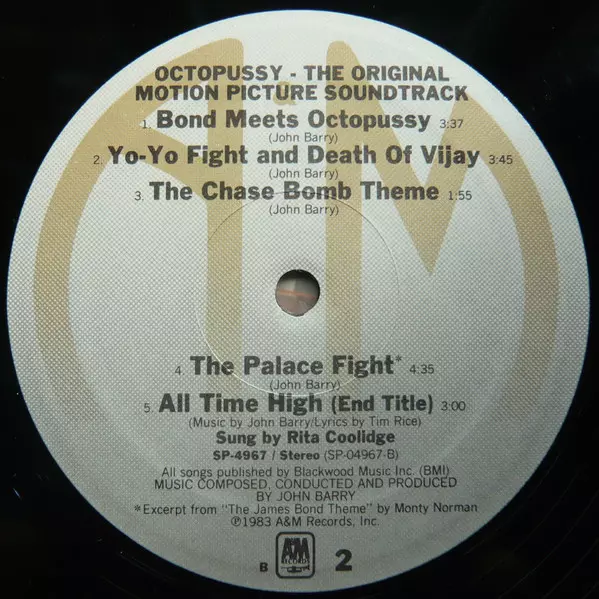 OCTOPUSSY - THE ORIGINAL
MOTION PICTURE SOUNDTRACK
1. Bond Meets Octopussy 3:37
(John Barry)
2. Yo-Yo Fight and Death Of Vijay 3:45
(John Barry)
3. The Chase Bomb Theme 1:55
(John Barry)
4 The Palace Fight* 4:35
(John Barry)
5. All Time High (End Title) 3:00
(Music by John Barry/Lyrics by Tim Rice)
Sung by Rita Coolidge
SP-4967 / Stereo (SP-04967-B)
All songs published by Blackwood Music Inc. (BMI)
MUSIC COMPOSED, CONDUCTED AND PRODUCED
BY JOHN BARRY
*Excerpt from "The James Bond Theme" by Monty Norman
℗1983 A&M Records, Inc.
B A&M RECORDS 2